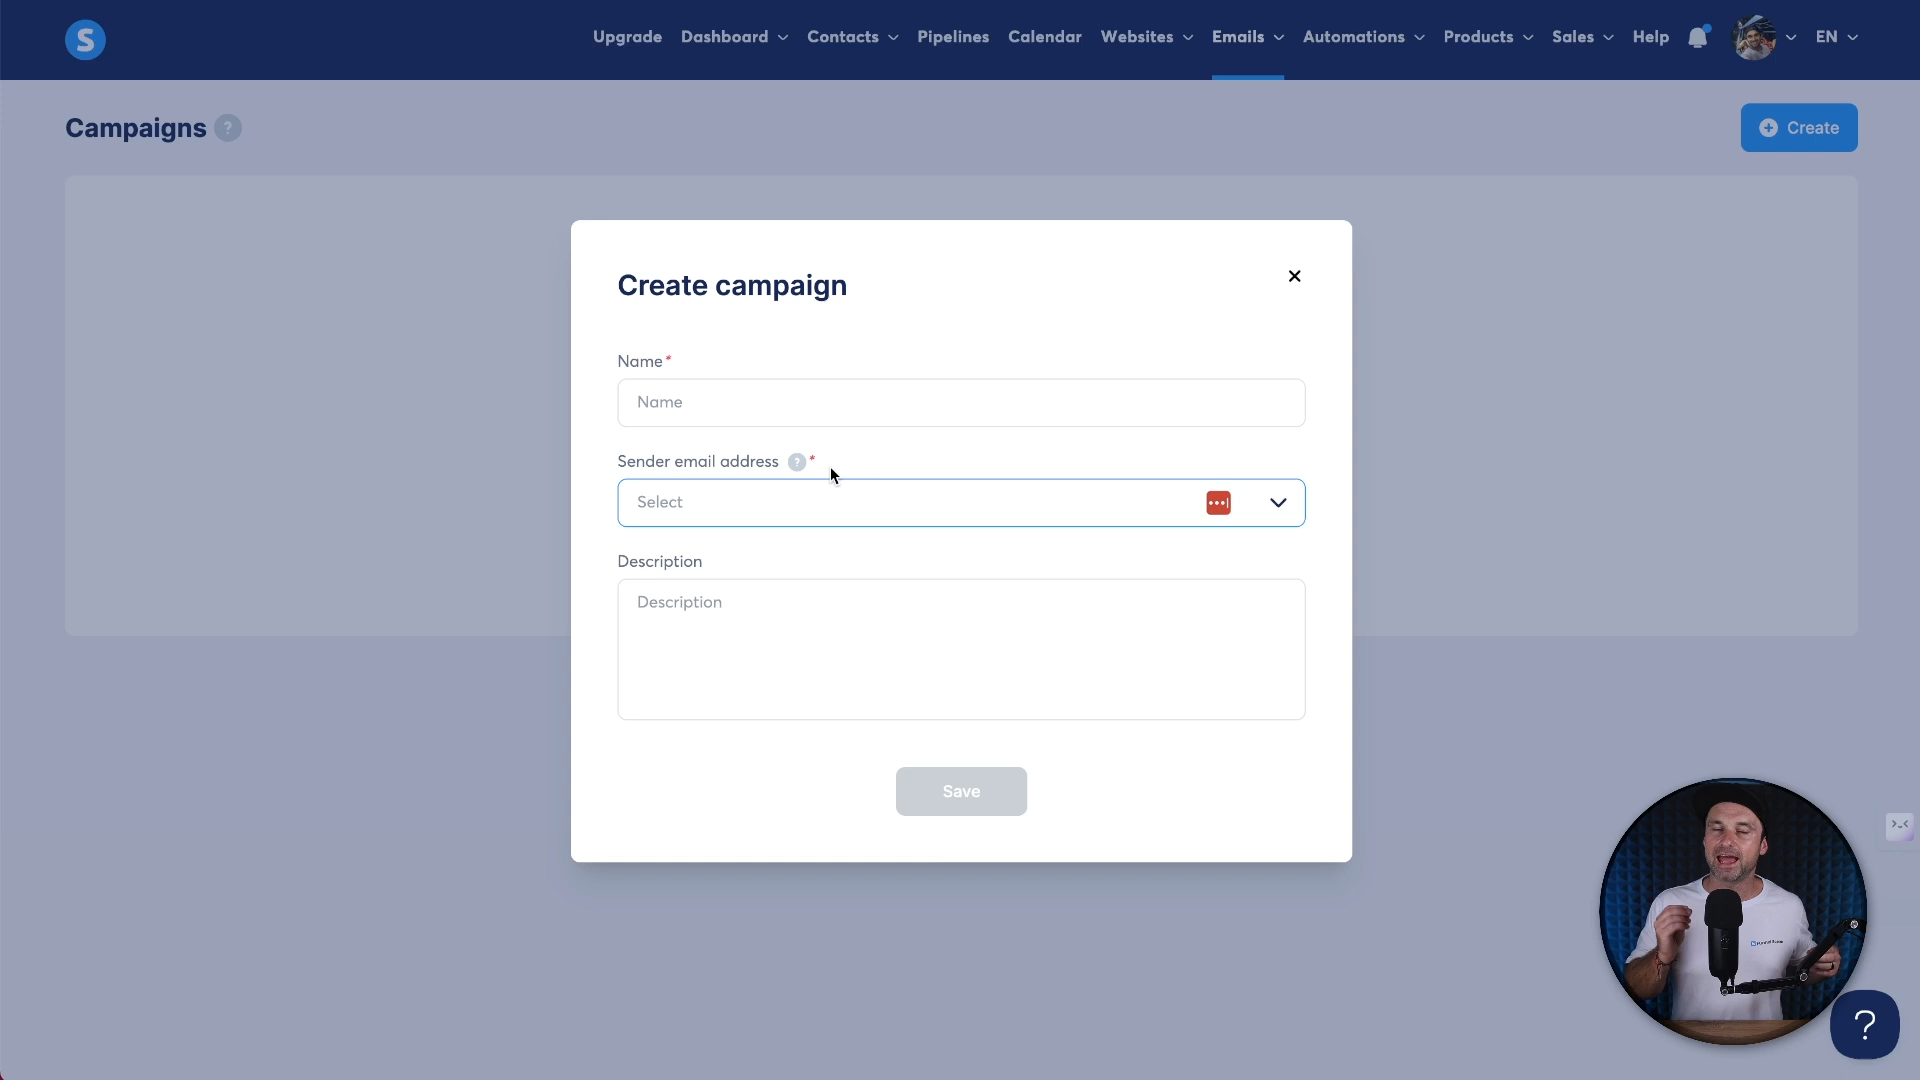 S
Upgrade Dashboard Contacts Pipelines Calendar Websites Emails Automations Products Sales Help EN
Campaigns ?
Create
Create campaign
Name*
Name
Sender email address ? *
Select
Description
Description
Save
?